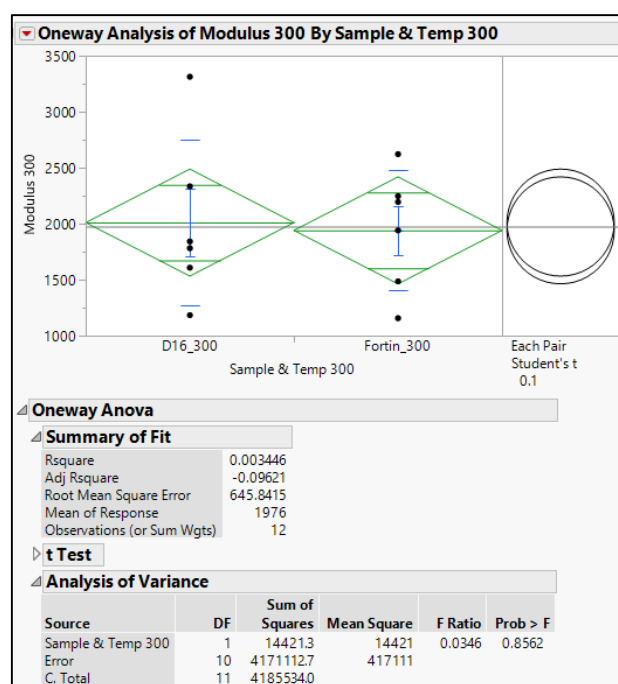 Oneway Analysis of Modulus 300 By Sample & Temp 300
3500
3000
2500
2000
1500
1000
Modulus 300
D16_300 Fortin_300
Sample & Temp 300
Each Pair
Student's t
0.1
Oneway Anova
Summary of Fit
Rsquare 0.003446
Adj Rsquare -0.09621
Root Mean Square Error 645.8415
Mean of Response 1976
Observations (or Sum Wgts) 12
t Test
Analysis of Variance
Source DF Sum of Squares Mean Square F Ratio Prob > F
Sample & Temp 300 1 14421.3 14421 0.0346 0.8562
Error 10 4171112.7 417111
C. Total 11 4185534.0